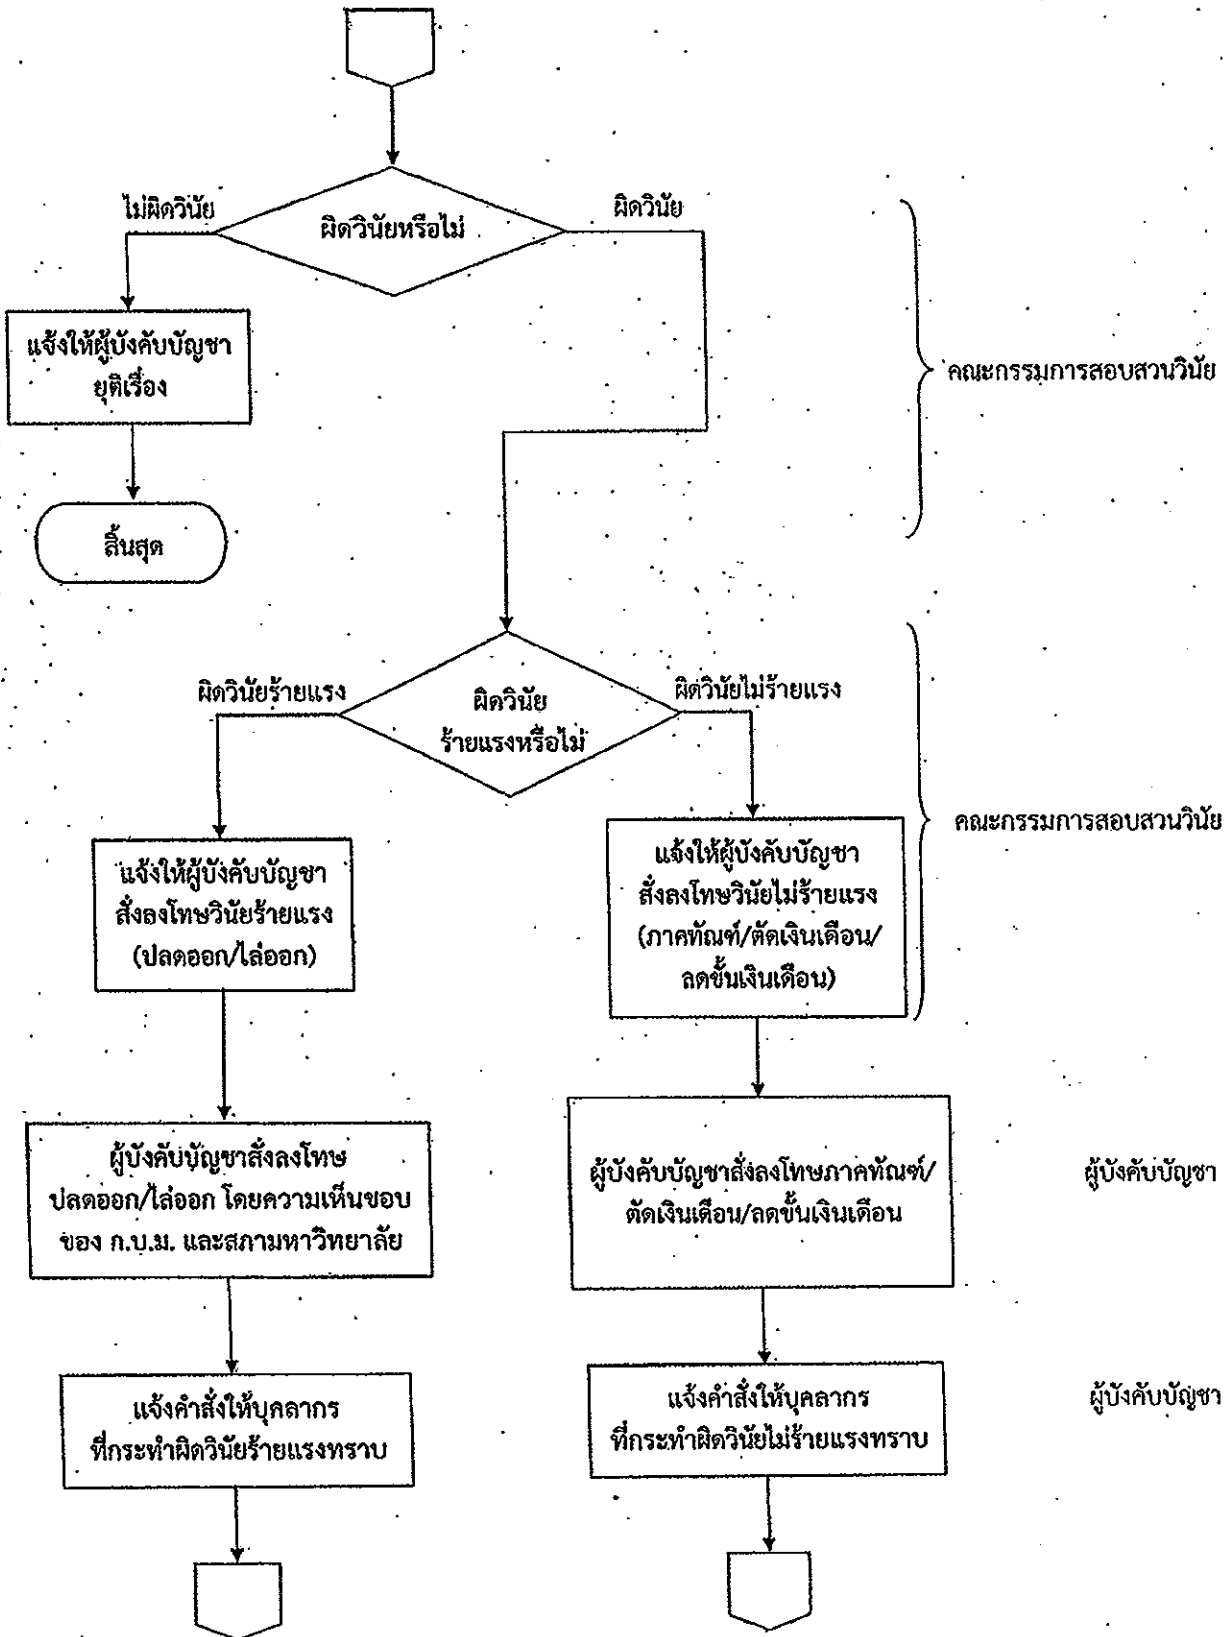 ไม่ผิดวินัย
ผิดวินัยหรือไม่
ผิดวินัย
แจ้งให้ผู้บังคับบัญชา
ยุติเรื่อง
คณะกรรมการสอบสวนวินัย
สิ้นสุด
ผิดวินัยร้ายแรง
ผิดวินัย
ร้ายแรงหรือไม่
ผิดวินัยไม่ร้ายแรง
คณะกรรมการสอบสวนวินัย
แจ้งให้ผู้บังคับบัญชา
สั่งลงโทษวินัยร้ายแรง
(ปลดออก/ไล่ออก)
แจ้งให้ผู้บังคับบัญชา
สั่งลงโทษวินัยไม่ร้ายแรง
(ภาคทัณฑ์/ตัดเงินเดือน/
ลดขั้นเงินเดือน)
ผู้บังคับบัญชาสั่งลงโทษ
ปลดออก/ไล่ออก โดยความเห็นชอบ
ของ ก.บ.ม. และสภามหาวิทยาลัย
ผู้บังคับบัญชาสั่งลงโทษภาคทัณฑ์/
ตัดเงินเดือน/ลดขั้นเงินเดือน
ผู้บังคับบัญชา
แจ้งคำสั่งให้บุคลากร
ที่กระทำผิดวินัยร้ายแรงทราบ
แจ้งคำสั่งให้บุคลากร
ที่กระทำผิดวินัยไม่ร้ายแรงทราบ
ผู้บังคับบัญชา